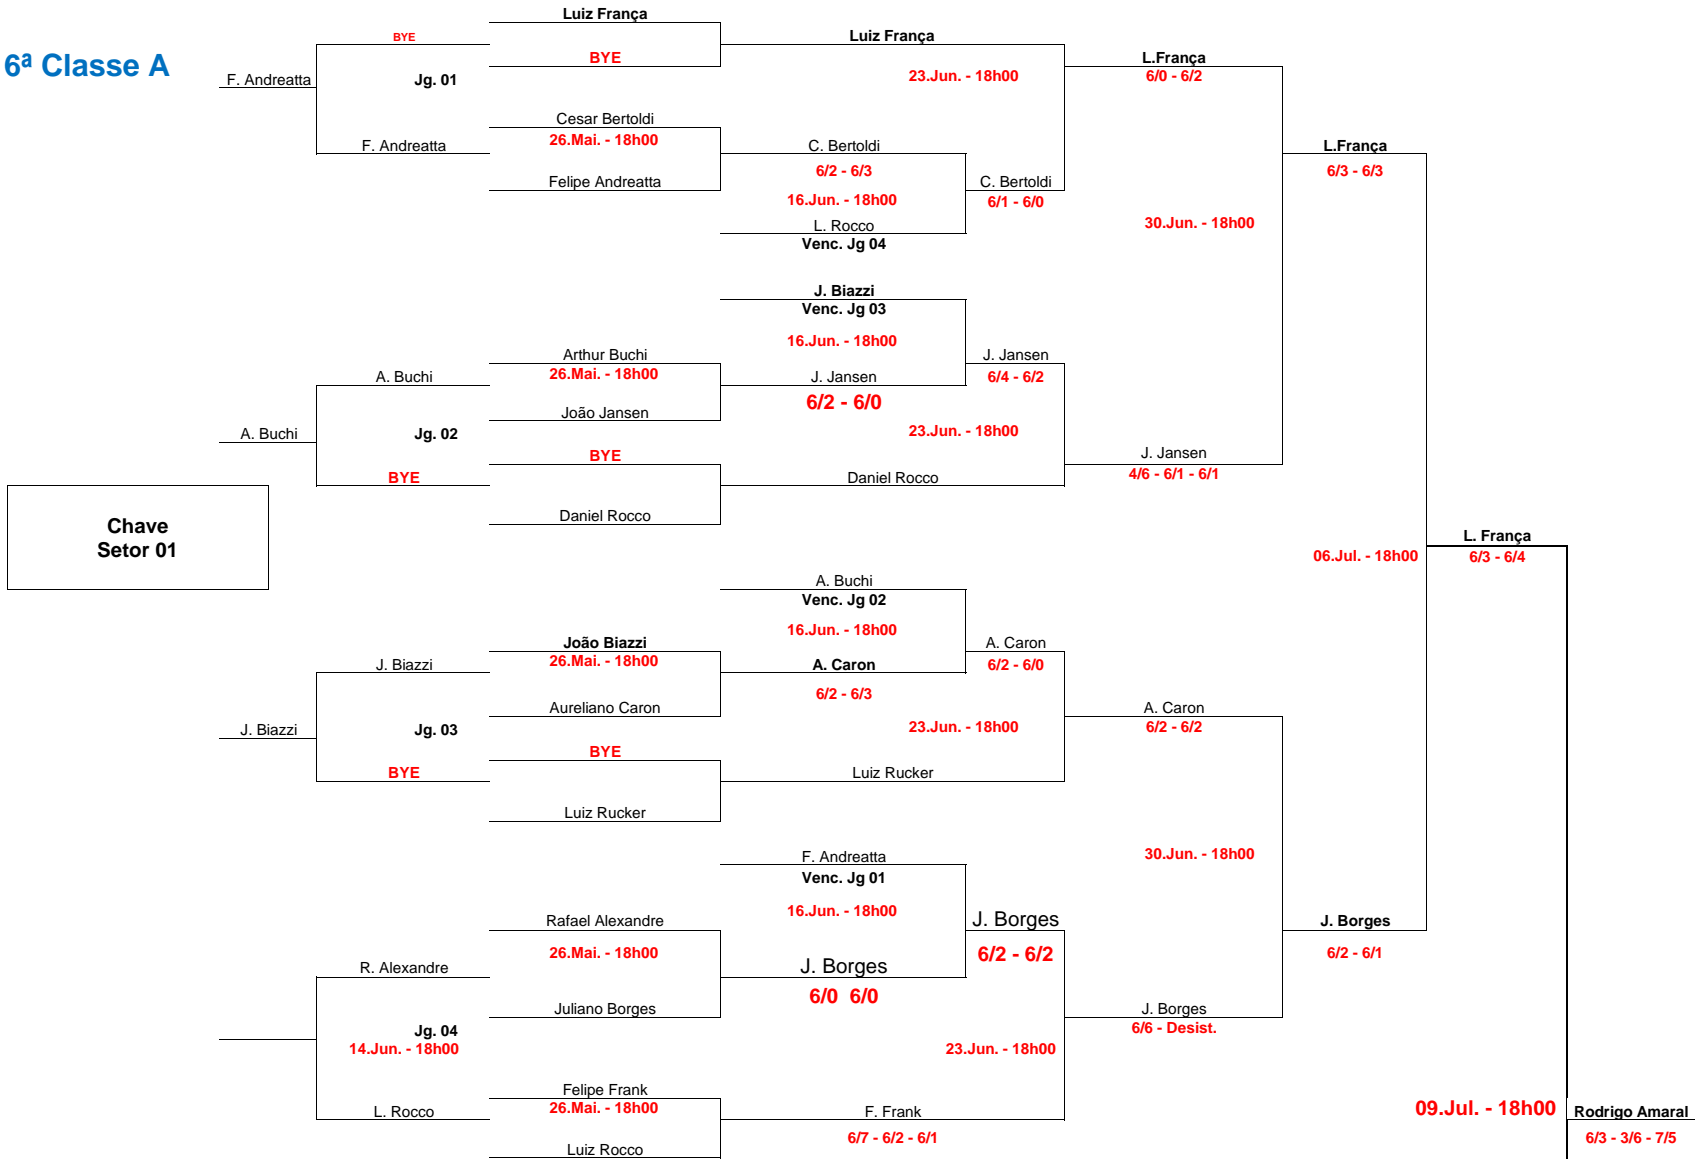 Luiz França
BYE
Luiz França
6ª Classe A
BYE
L.França
F. Andreatta
Jg. 01
23.Jun. - 18h00
6/0 - 6/2
Cesar Bertoldi
26.Mai. - 18h00
F. Andreatta
C. Bertoldi
L.França
6/2 - 6/3
6/3 - 6/3
Felipe Andreatta
C. Bertoldi
16.Jun. - 18h00
6/1 - 6/0
L. Rocco
30.Jun. - 18h00
Venc. Jg 04
J. Biazzi
Venc. Jg 03
16.Jun. - 18h00
Arthur Buchi
J. Jansen
26.Mai. - 18h00
A. Buchi
J. Jansen
6/4 - 6/2
6/2 - 6/0
João Jansen
A. Buchi
Jg. 02
23.Jun. - 18h00
BYE
J. Jansen
BYE
Daniel Rocco
4/6 - 6/1 - 6/1
Daniel Rocco
Chave
Setor 01
L. França
06.Jul. - 18h00
6/3 - 6/4
A. Buchi
Venc. Jg 02
16.Jun. - 18h00
João Biazzi
A. Caron
26.Mai. - 18h00
J. Biazzi
A. Caron
6/2 - 6/0
6/2 - 6/3
Aureliano Caron
A. Caron
J. Biazzi
Jg. 03
23.Jun. - 18h00
6/2 - 6/2
BYE
BYE
Luiz Rucker
Luiz Rucker
F. Andreatta
30.Jun. - 18h00
Venc. Jg 01
16.Jun. - 18h00
Rafael Alexandre
J. Borges
J. Borges
26.Mai. - 18h00
6/2 - 6/2
6/2 - 6/1
R. Alexandre
J. Borges
6/0 6/0
Juliano Borges
J. Borges
Jg. 04
6/6 - Desist.
14.Jun. - 18h00
23.Jun. - 18h00
Felipe Frank
26.Mai. - 18h00
L. Rocco
F. Frank
09.Jul. - 18h00
Rodrigo Amaral
6/7 - 6/2 - 6/1
6/3 - 3/6 - 7/5
Luiz Rocco